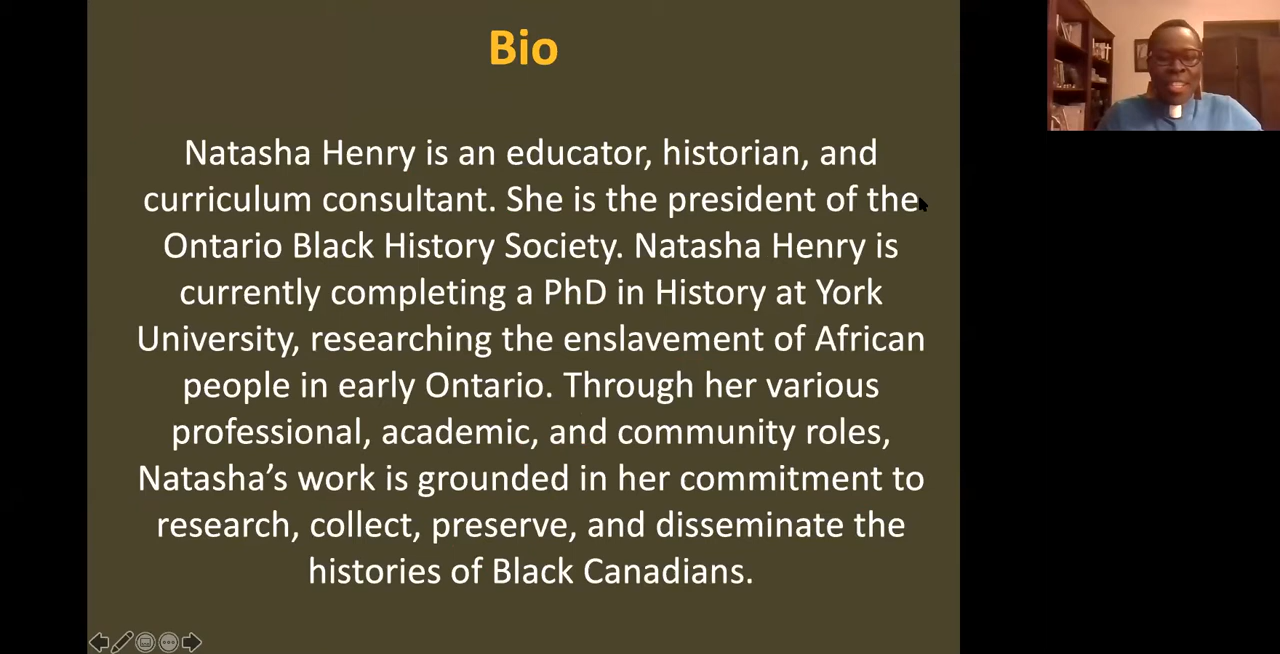 Bio
Natasha Henry is an educator, historian, and
curriculum consultant. She is the president of the
Ontario Black History Society. Natasha Henry is
currently completing a PhD in History at York
University, researching the enslavement of African
people in early Ontario. Through her various
professional, academic, and community roles,
Natasha’s work is grounded in her commitment to
research, collect, preserve, and disseminate the
histories of Black Canadians.